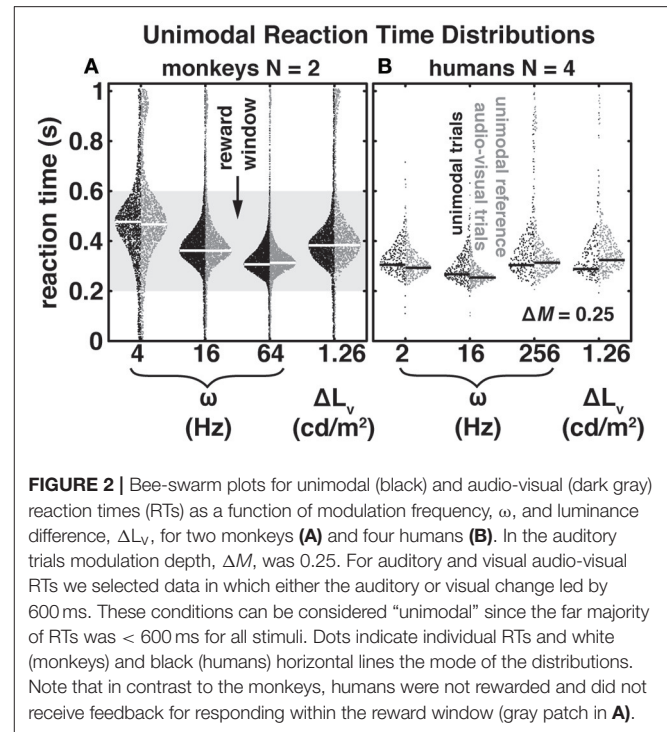 Unimodal Reaction Time Distributions
A monkeys N = 2
B humans N = 4
reaction time (s)
1
0.8
0.6
0.4
0.2
0
reward
window
unimodal trials
unimodal reference
audio-visual trials
ΔM = 0.25
4 16 64 1.26
2 16 256 1.26
ω
(Hz)
ΔLv
(cd/m²)
ω
(Hz)
ΔLv
(cd/m²)
FIGURE 2 | Bee-swarm plots for unimodal (black) and audio-visual (dark gray)
reaction times (RTs) as a function of modulation frequency, ω, and luminance
difference, ΔLv, for two monkeys (A) and four humans (B). In the auditory
trials modulation depth, ΔM, was 0.25. For auditory and visual audio-visual
RTs we selected data in which either the auditory or visual change led by
600 ms. These conditions can be considered “unimodal” since the far majority
of RTs was < 600 ms for all stimuli. Dots indicate individual RTs and white
(monkeys) and black (humans) horizontal lines the mode of the distributions.
Note that in contrast to the monkeys, humans were not rewarded and did not
receive feedback for responding within the reward window (gray patch in A).